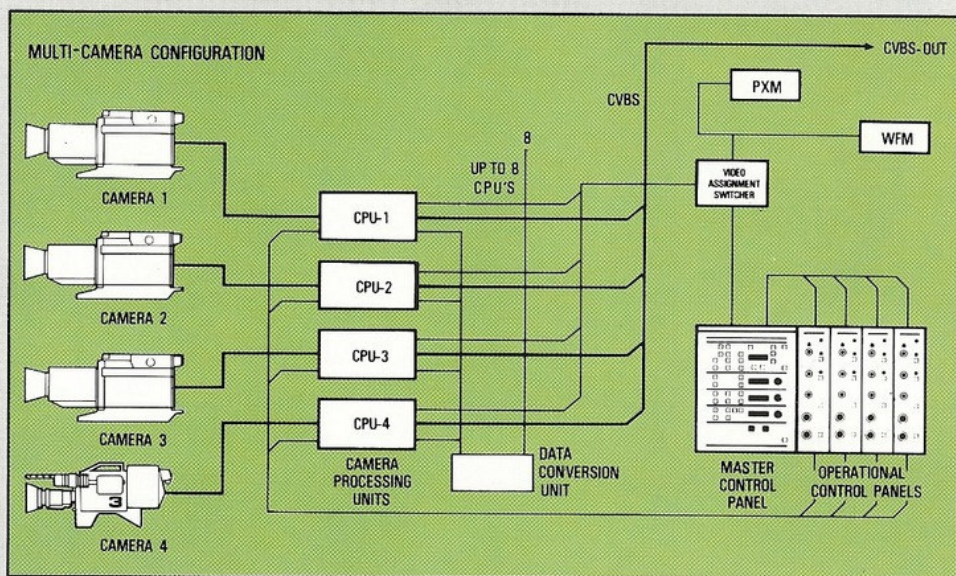 MULTI-CAMERA CONFIGURATION
CAMERA 1
CAMERA 2
CAMERA 3
3
CAMERA 4
CPU-1
CPU-2
CPU-3
CPU-4
CAMERA
PROCESSING
UNITS
8
UP TO 8
CPU'S
DATA
CONVERSION
UNIT
CVBS
CVBS-OUT
PXM
WFM
VIDEO
ASSIGNMENT
SWITCHER
MASTER
CONTROL
PANEL
OPERATIONAL
CONTROL PANELS